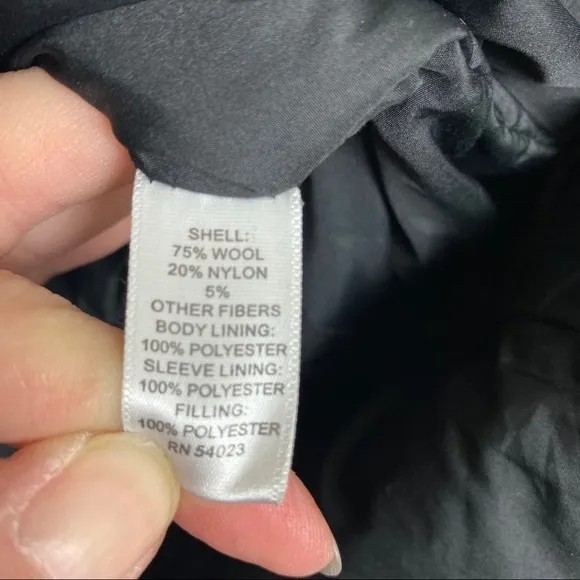 SHELL:
75% WOOL
20% NYLON
5%
OTHER FIBERS
BODY LINING:
100% POLYESTER
SLEEVE LINING:
100% POLYESTER
FILLING:
100% POLYESTER
RN 54023